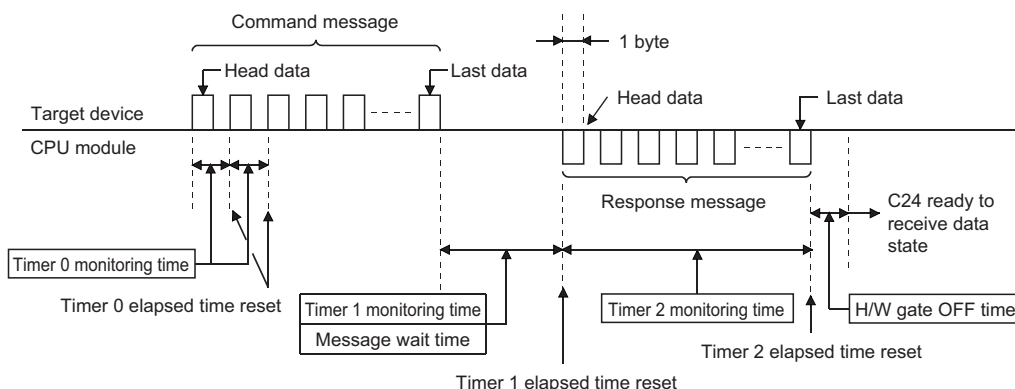 Command message
1 byte
Head data
Last data
Head data
Last data
Target device
CPU module
Response message
C24 ready to
receive data
state
Timer 0 monitoring time
Timer 0 elapsed time reset
Timer 1 monitoring time
Message wait time
Timer 2 monitoring time
H/W gate OFF time
Timer 2 elapsed time reset
Timer 1 elapsed time reset